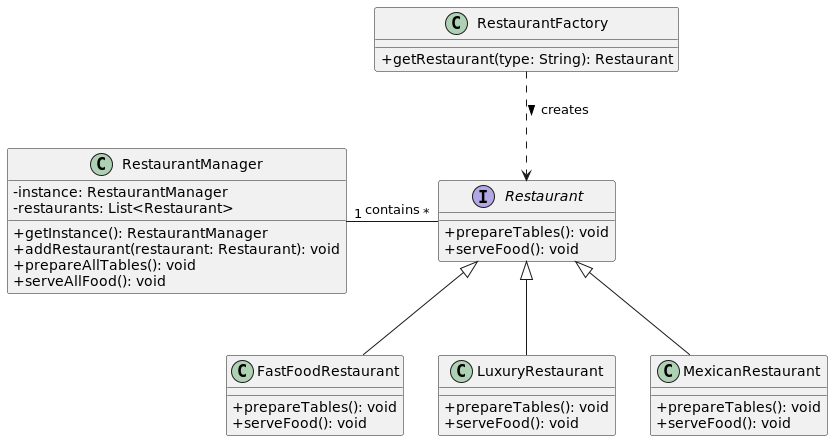 C RestaurantFactory
+getRestaurant(type: String): Restaurant
creates
C RestaurantManager
-instance: RestaurantManager
-restaurants: List<Restaurant>
+getInstance(): RestaurantManager
+addRestaurant(restaurant: Restaurant): void
+prepareAllTables(): void
+serveAllFood(): void
1 contains *
I Restaurant
+prepareTables(): void
+serveFood(): void
C FastFoodRestaurant
+prepareTables(): void
+serveFood(): void
C LuxuryRestaurant
+prepareTables(): void
+serveFood(): void
C MexicanRestaurant
+prepareTables(): void
+serveFood(): void